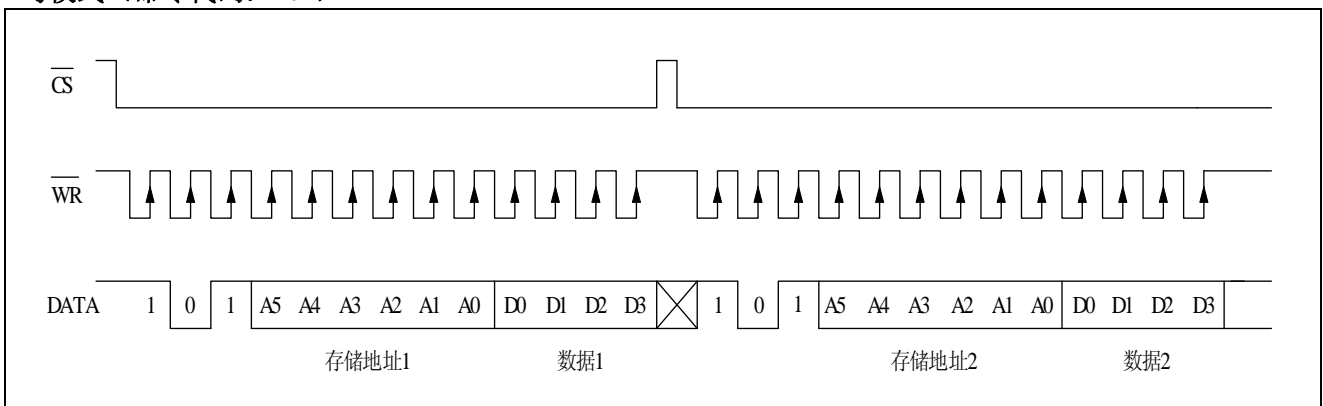 CS
WR
DATA 1 0 1 A5 A4 A3 A2 A1 A0 D0 D1 D2 D3 1 0 1 A5 A4 A3 A2 A1 A0 D0 D1 D2 D3
存储地址1 数据1 存储地址2 数据2